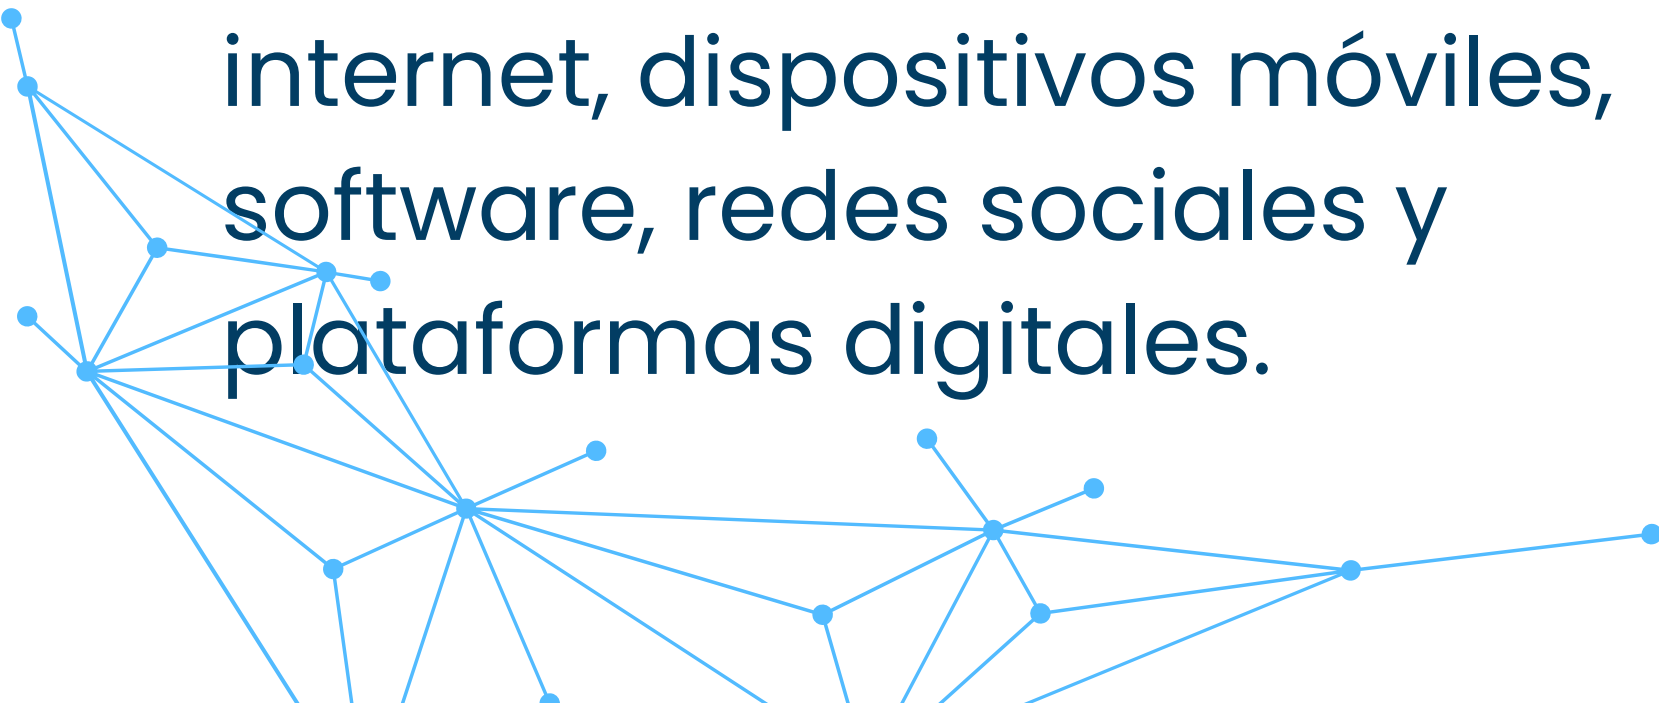 internet, dispositivos móviles,
software, redes sociales y
plataformas digitales.